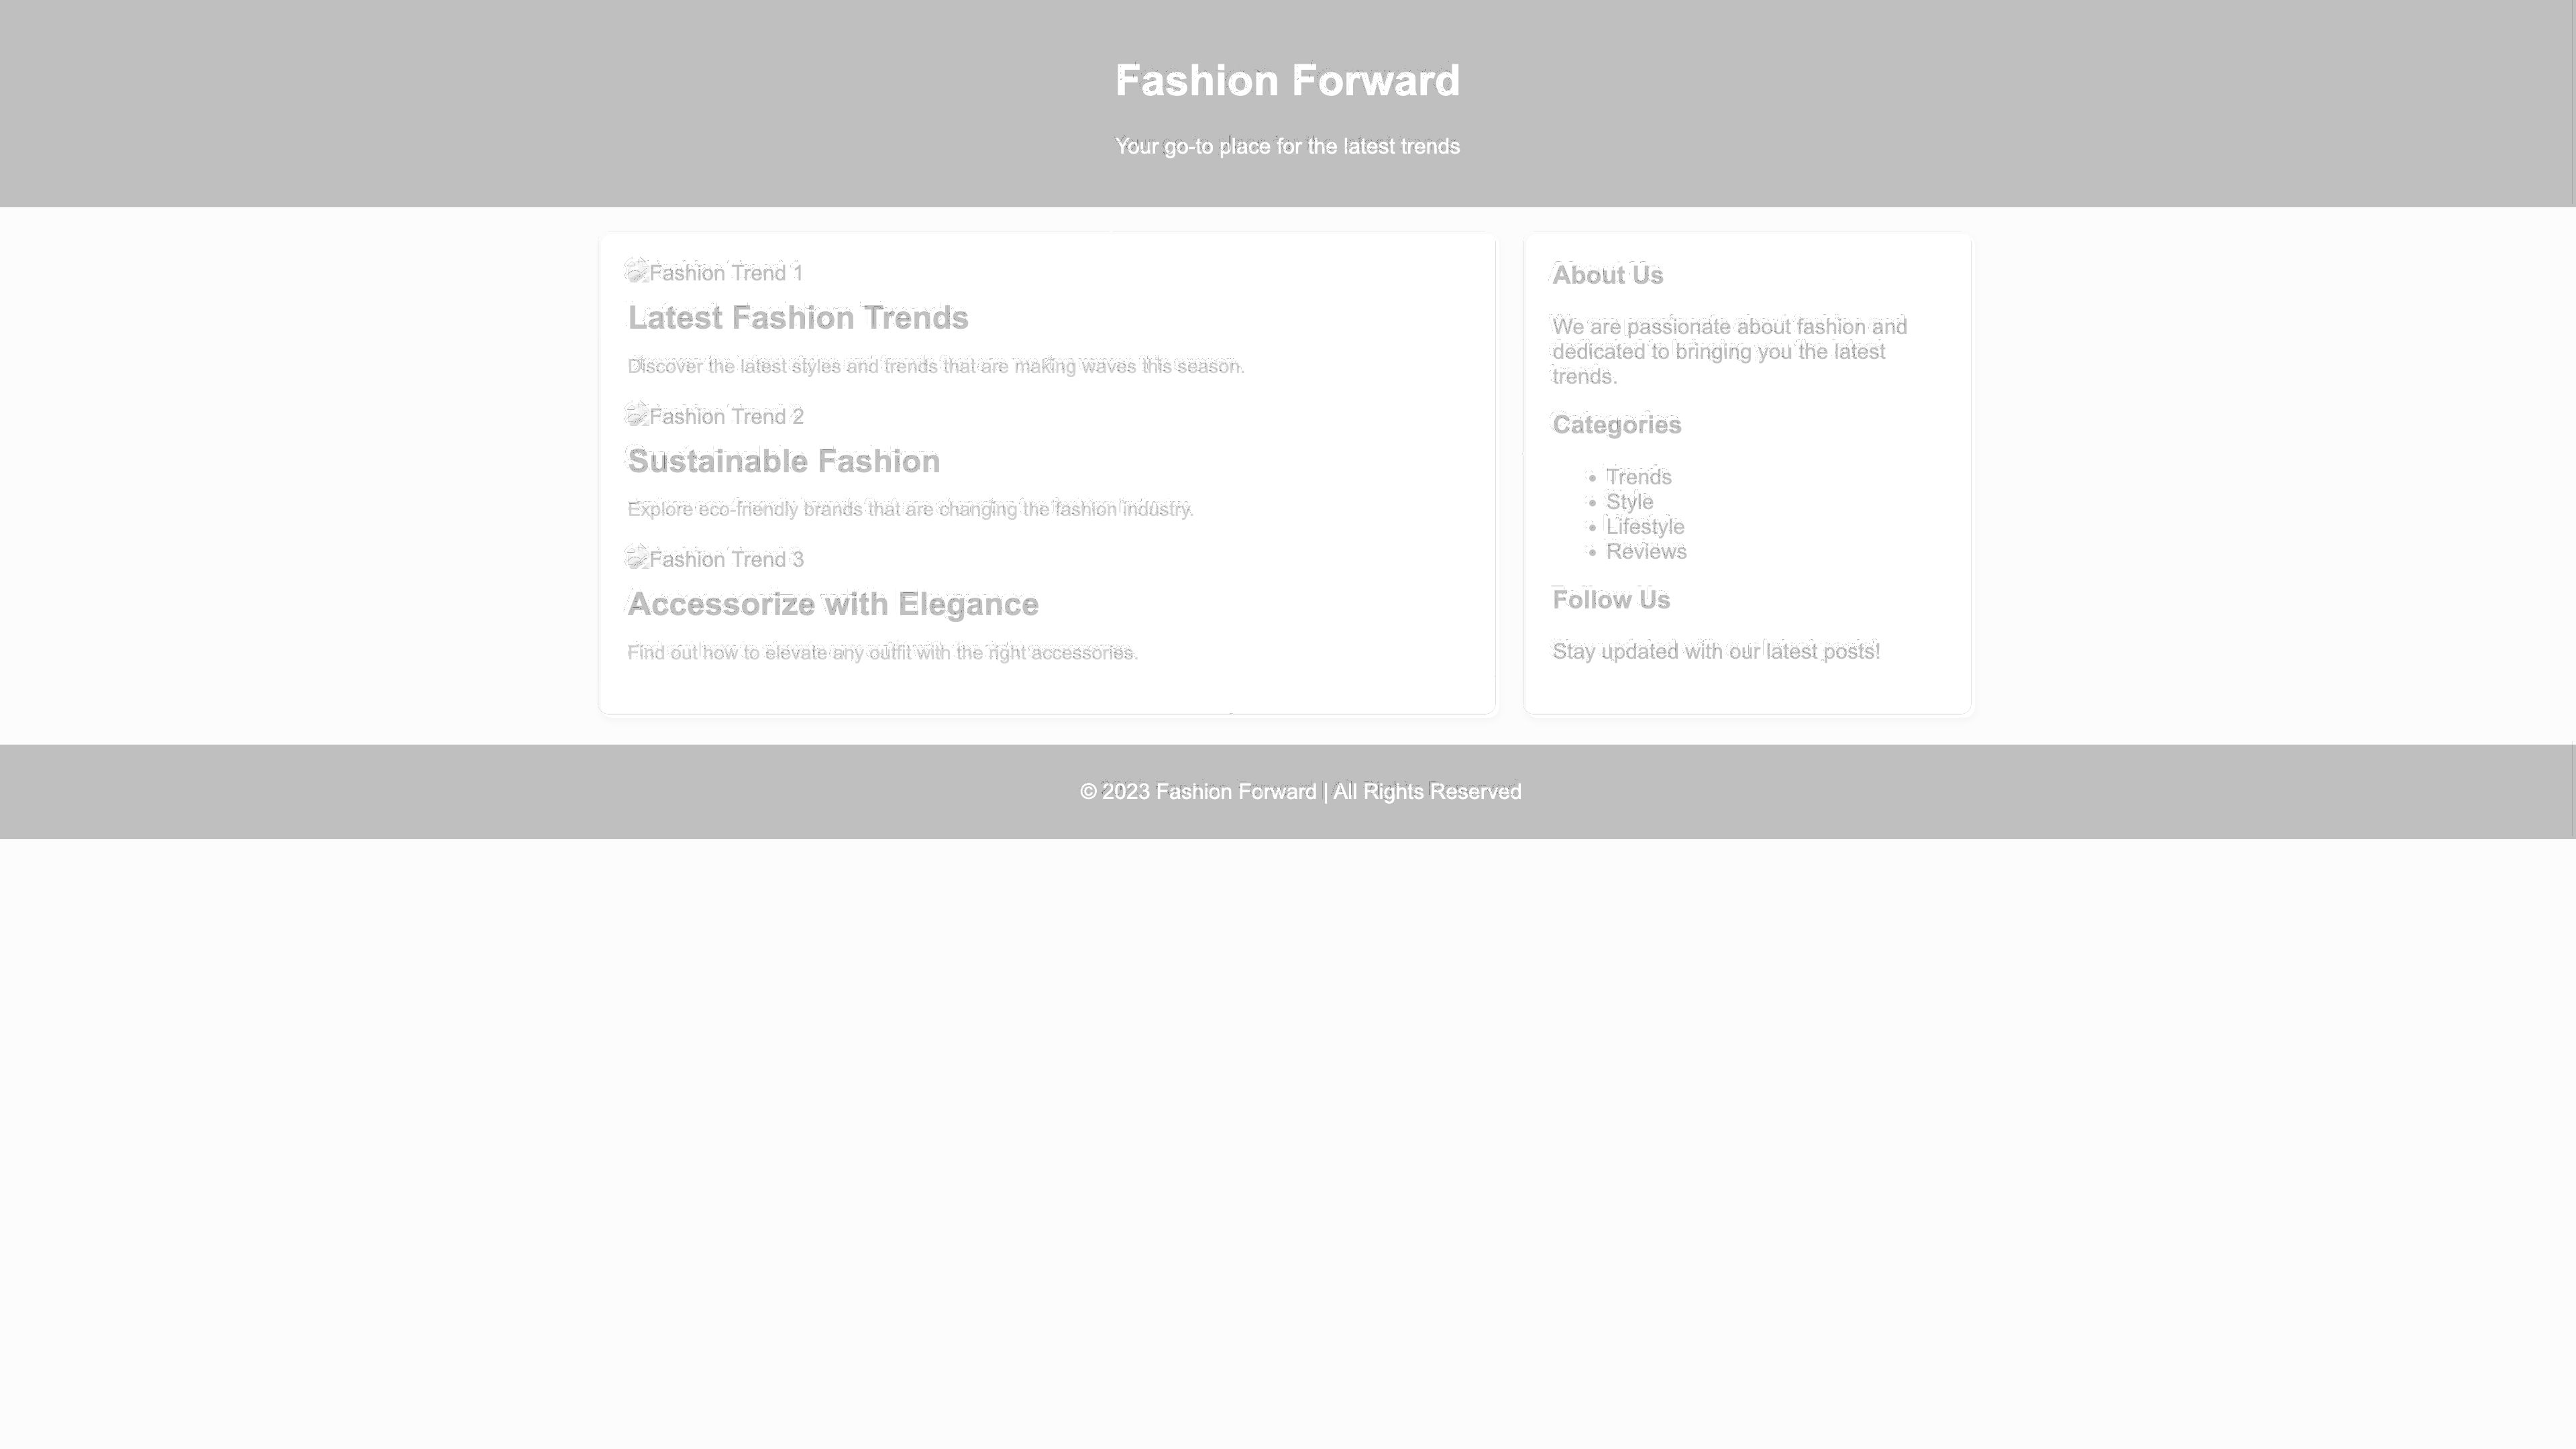 Fashion Forward
Your go-to place for the latest trends
Fashion Trend 1
Latest Fashion Trends
Discover the latest styles and trends that are making waves this season.
Fashion Trend 2
Sustainable Fashion
Explore eco-friendly brands that are changing the fashion industry.
Fashion Trend 3
Accessorize with Elegance
Find out how to elevate any outfit with the right accessories.
About Us
We are passionate about fashion and
dedicated to bringing you the latest
trends.
Categories
• Trends
• Style
• Lifestyle
• Reviews
Follow Us
Stay updated with our latest posts!
© 2023 Fashion Forward | All Rights Reserved